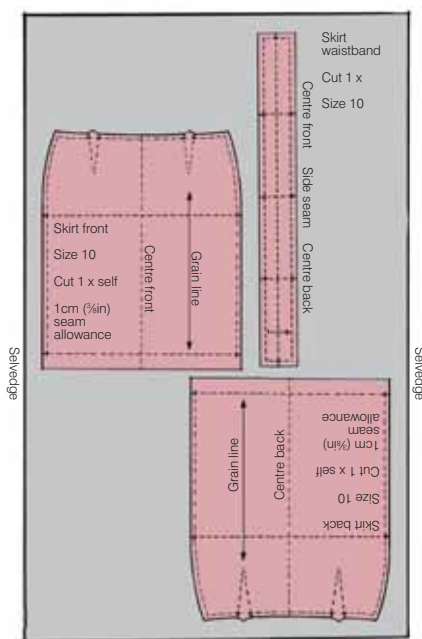 Skirt
waistband
Cut 1 x
Size 10
Centre front
Side seam
Centre back
Skirt front
Size 10
Cut 1 x self
1cm (⅜in)
seam
allowance
Centre front
Grain line
Selvedge
Selvedge
Grain line
Centre back
Skirt back
Size 10
Cut 1 x self
1cm (⅜in)
seam
allowance